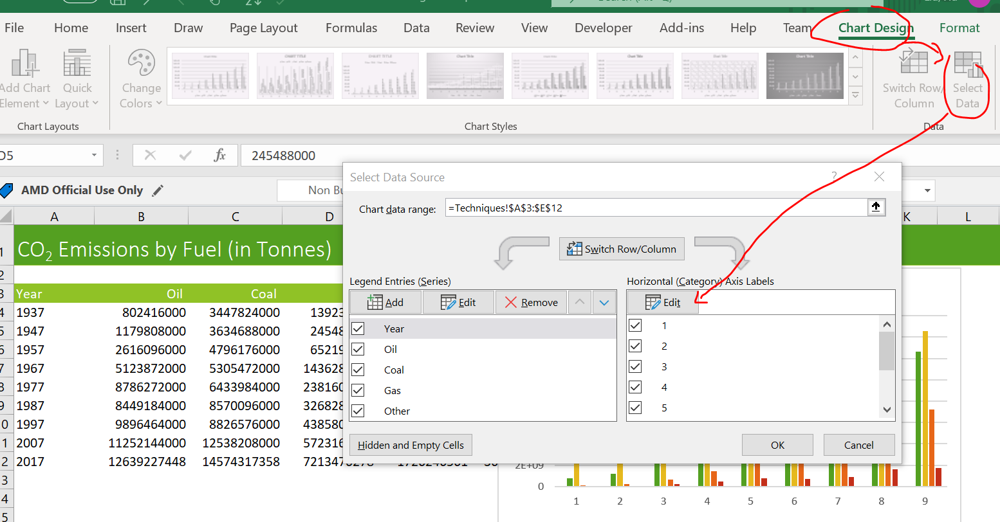 File Home Insert Draw Page Layout Formulas Data Review View Developer Add-ins Help Team Chart Design Format
Add Chart Element
Quick Layout
Change Colors
Switch Row/ Column
Select Data
Chart Layouts
Chart Styles
Data
D5
fx
245488000
AMD Official Use Only
Non Bu
Select Data Source
?
Chart data range:
=Techniques!$A$3:$E$12
Switch Row/Column
Legend Entries (Series)
Add Edit Remove
Year
Oil
Coal
Gas
Other
Horizontal (Category) Axis Labels
Edit
1
2
3
4
5
Hidden and Empty Cells
OK Cancel
A B C D K L
1 CO2 Emissions by Fuel (in Tonnes)
2
3 Year Oil Coal
4 1937 802416000 3447824000 13923
5 1947 1179808000 3634688000 24548
6 1957 2616096000 4796176000 65219
7 1967 5123872000 5305472000 143628
8 1977 8786272000 6433984000 238160
9 1987 8449184000 8570096000 326828
0 1997 9896464000 8826576000 438580
1 2007 11252144000 12538208000 572316
2 2017 12639227448 14574317358
3
4
5
2E+09
0
1 2 3 4 5 6 7 8 9